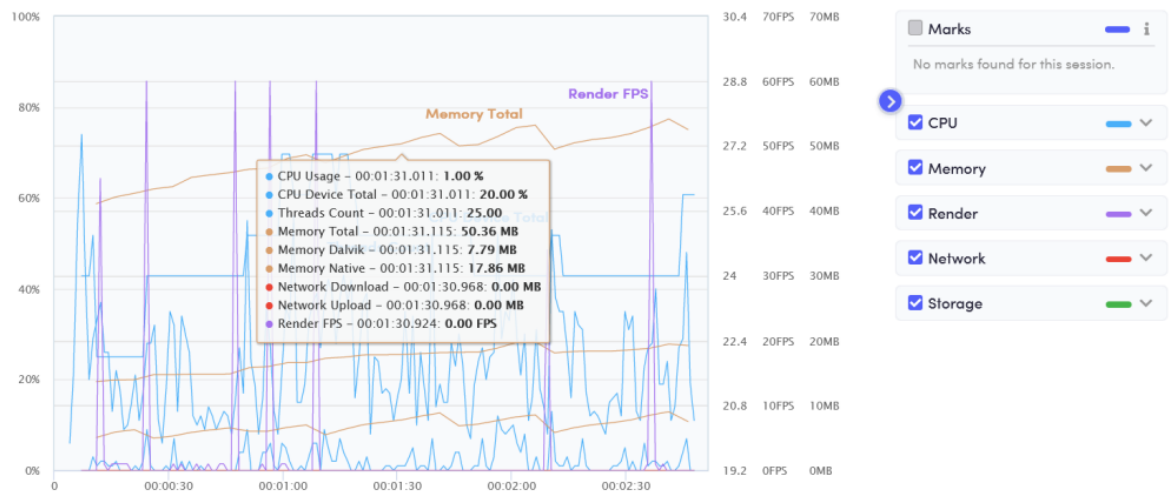 100%
80%
60%
40%
20%
0%
30.4 70FPS 70MB
28.8 60FPS 60MB
27.2 50FPS 50MB
25.6 40FPS 40MB
24 30FPS 30MB
22.4 20FPS 20MB
20.8 10FPS 10MB
19.2 0FPS 0MB
Render FPS
Memory Total
CPU Usage – 00:01:31.011: 1.00 %
CPU Device Total – 00:01:31.011: 20.00 %
Threads Count – 00:01:31.011: 25.00
Memory Total – 00:01:31.115: 50.36 MB
Memory Dalvik – 00:01:31.115: 7.79 MB
Memory Native – 00:01:31.115: 17.86 MB
Network Download – 00:01:30.968: 0.00 MB
Network Upload – 00:01:30.968: 0.00 MB
Render FPS – 00:01:30.924: 0.00 FPS
Device Total
0 00:00:30 00:01:00 00:01:30 00:02:00 00:02:30
Marks i
No marks found for this session.
CPU
Memory
Render
Network
Storage